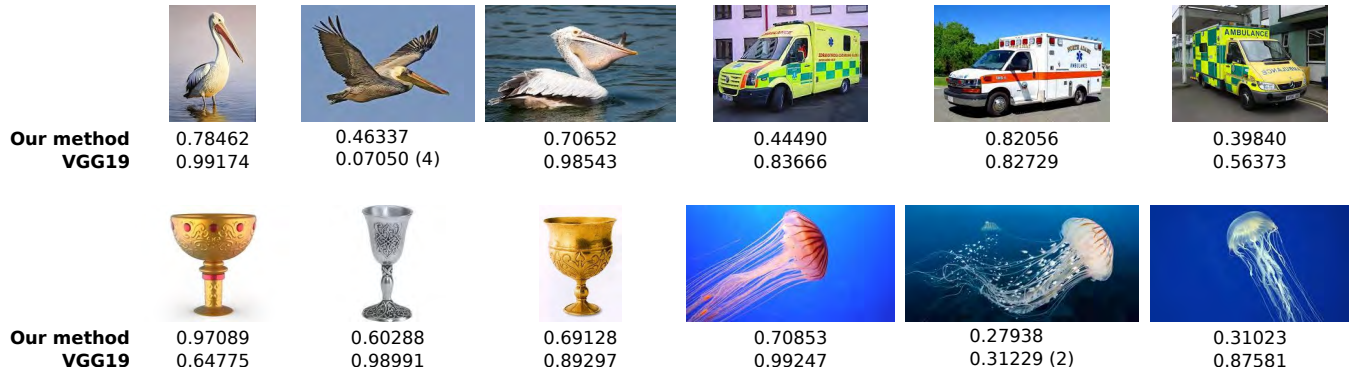 AMBULANCE
NORTH ADAMS
AMBULANCE
Our method 0.78462 0.46337 0.70652 0.44490 0.82056 0.39840
VGG19 0.99174 0.07050 (4) 0.98543 0.83666 0.82729 0.56373
Our method 0.97089 0.60288 0.69128 0.70853 0.27938 0.31023
VGG19 0.64775 0.98991 0.89297 0.99247 0.31229 (2) 0.87581